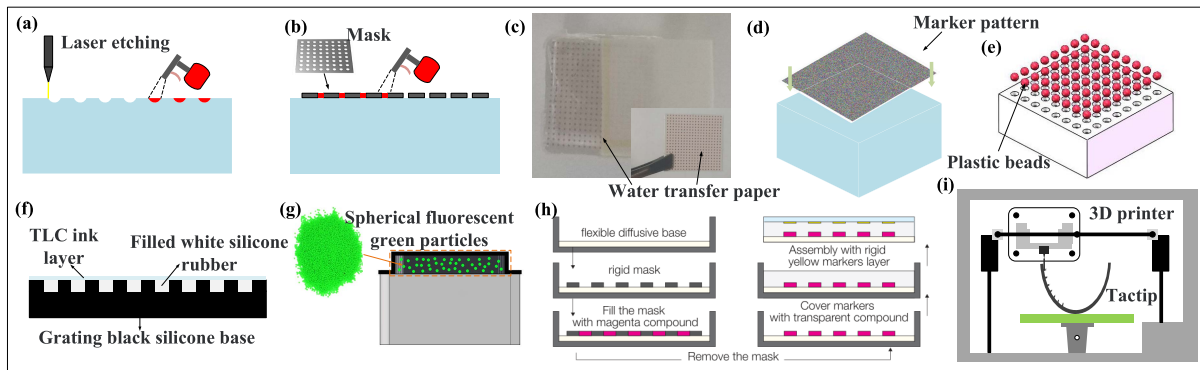 (a)
Laser etching
(b)
Mask
(c)
Water transfer paper
(d)
Marker pattern
(e)
Plastic beads
(f)
TLC ink
layer
Filled white silicone
rubber
Grating black silicone base
(g)
Spherical fluorescent
green particles
(h)
flexible diffusive base
rigid mask
Fill the mask
with magenta compound
Remove the mask
Cover markers
with transparent compound
Assembly with rigid
yellow markers layer
(i)
3D printer
Tactip